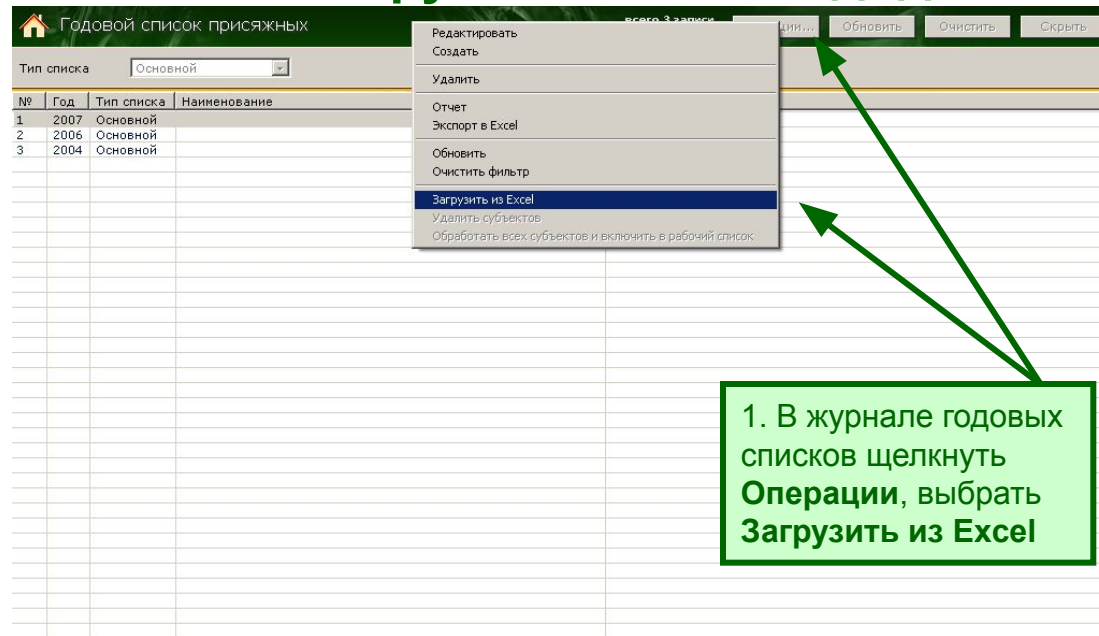 Годовой список присяжных
всего 3 записи
Обновить
Очистить
Скрыть
Тип списка
Основной
№ Год Тип списка Наименование
1 2007 Основной
2 2006 Основной
3 2004 Основной
Редактировать
Создать
Удалить
Отчет
Экспорт в Excel
Обновить
Очистить фильтр
Загрузить из Excel
Удалить субъектов
Обработать всех субъектов и включить в рабочий список
1. В журнале годовых
списков щелкнуть
Операции, выбрать
Загрузить из Excel